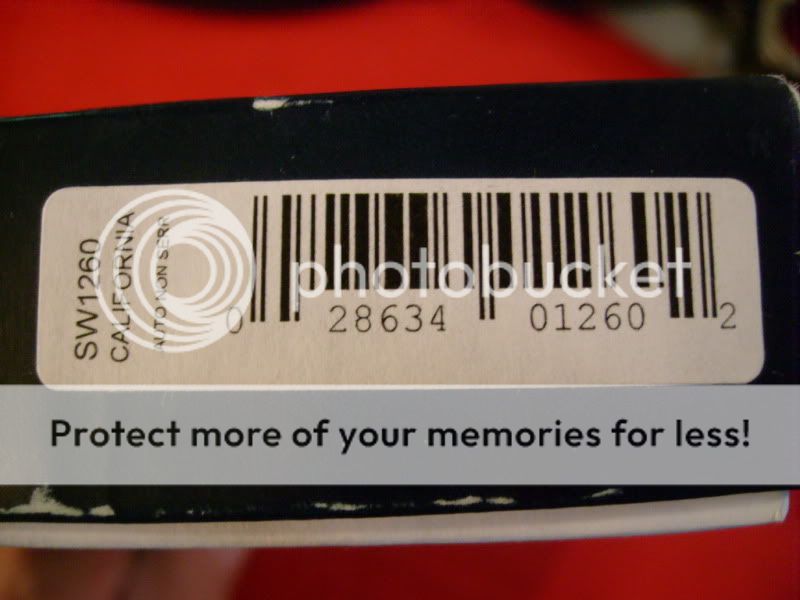 SW1260
CALIFORNIA
AUTO NON SERR
0 28634 01260 2
photobucket
Protect more of your memories for less!